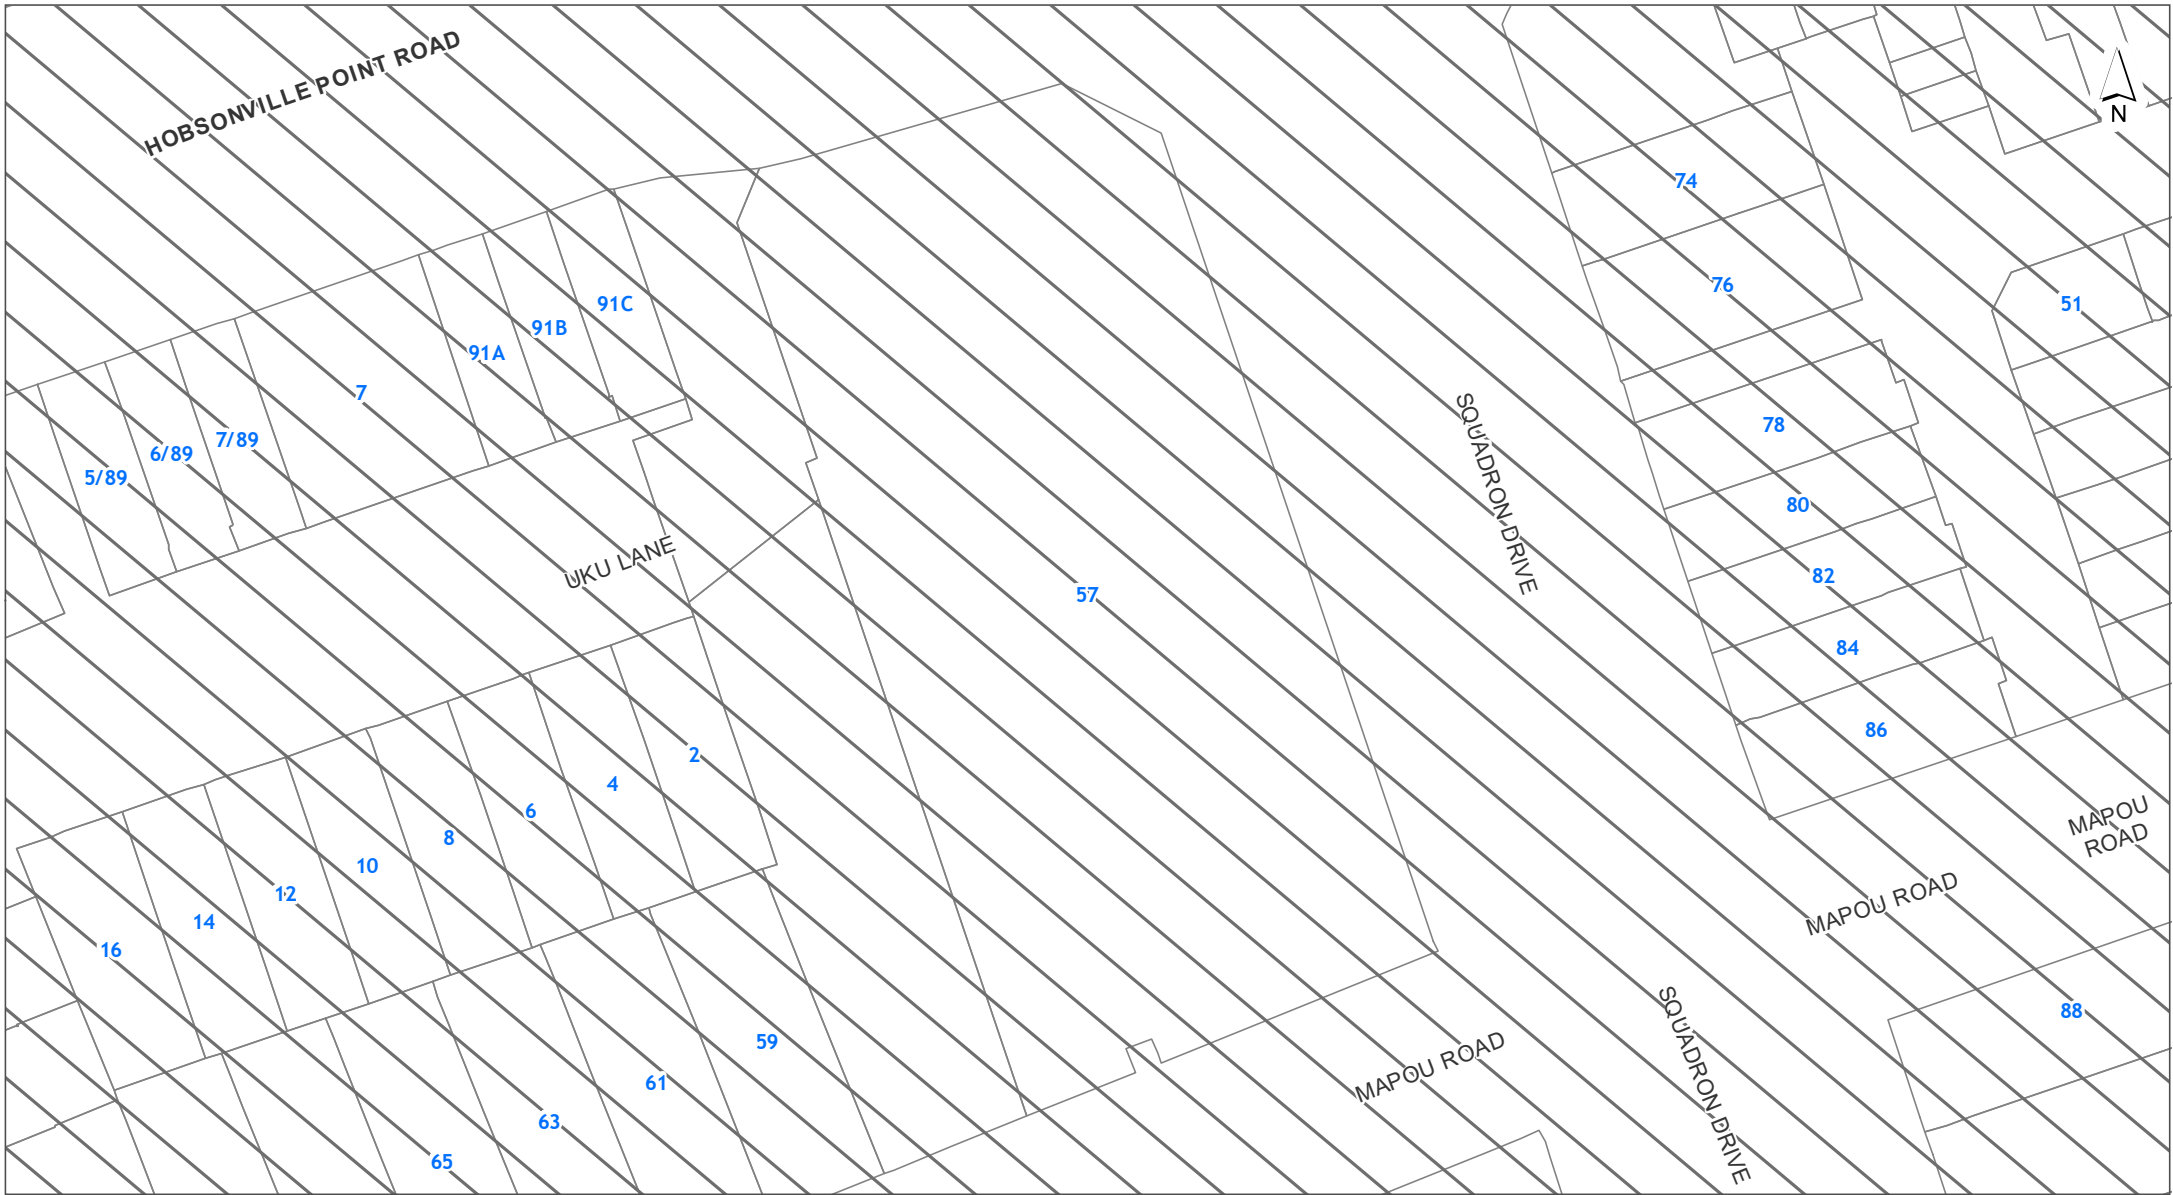 HOBSONVILLE POINT ROAD
N
74
76
51
91C
91B
91A
7
7/89
6/89
5/89
SQUADRON DRIVE
78
80
82
84
86
UKU LANE
57
2
4
6
8
10
12
14
16
MAPOU
ROAD
MAPOU ROAD
88
59
61
63
65
MAPOU ROAD
SQUADRON DRIVE